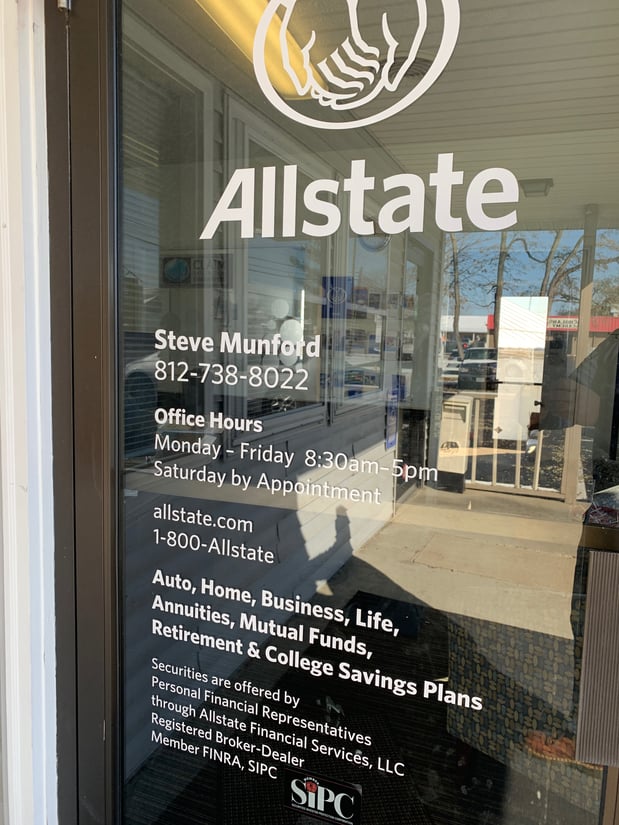 Allstate
Steve Munford
812-738-8022
Office Hours
Monday – Friday 8:30am–5pm
Saturday by Appointment
allstate.com
1-800-Allstate
Auto, Home, Business, Life,
Annuities, Mutual Funds,
Retirement & College Savings Plans
Securities are offered by
Personal Financial Representatives
through Allstate Financial Services, LLC
Registered Broker-Dealer
Member FINRA, SIPC
SIPC